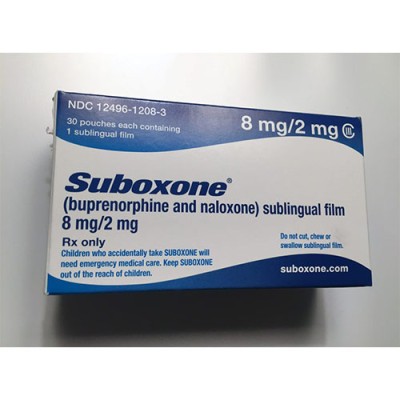 NDC 12496-1208-3
30 pouches each containing
1 sublingual film
8 mg/2 mg CIII
Suboxone®
(buprenorphine and naloxone) sublingual film
8 mg/2 mg
Rx only
Children who accidentally take SUBOXONE will
need emergency medical care. Keep SUBOXONE
out of the reach of children.
Do not cut, chew or
swallow sublingual film.
suboxone.com